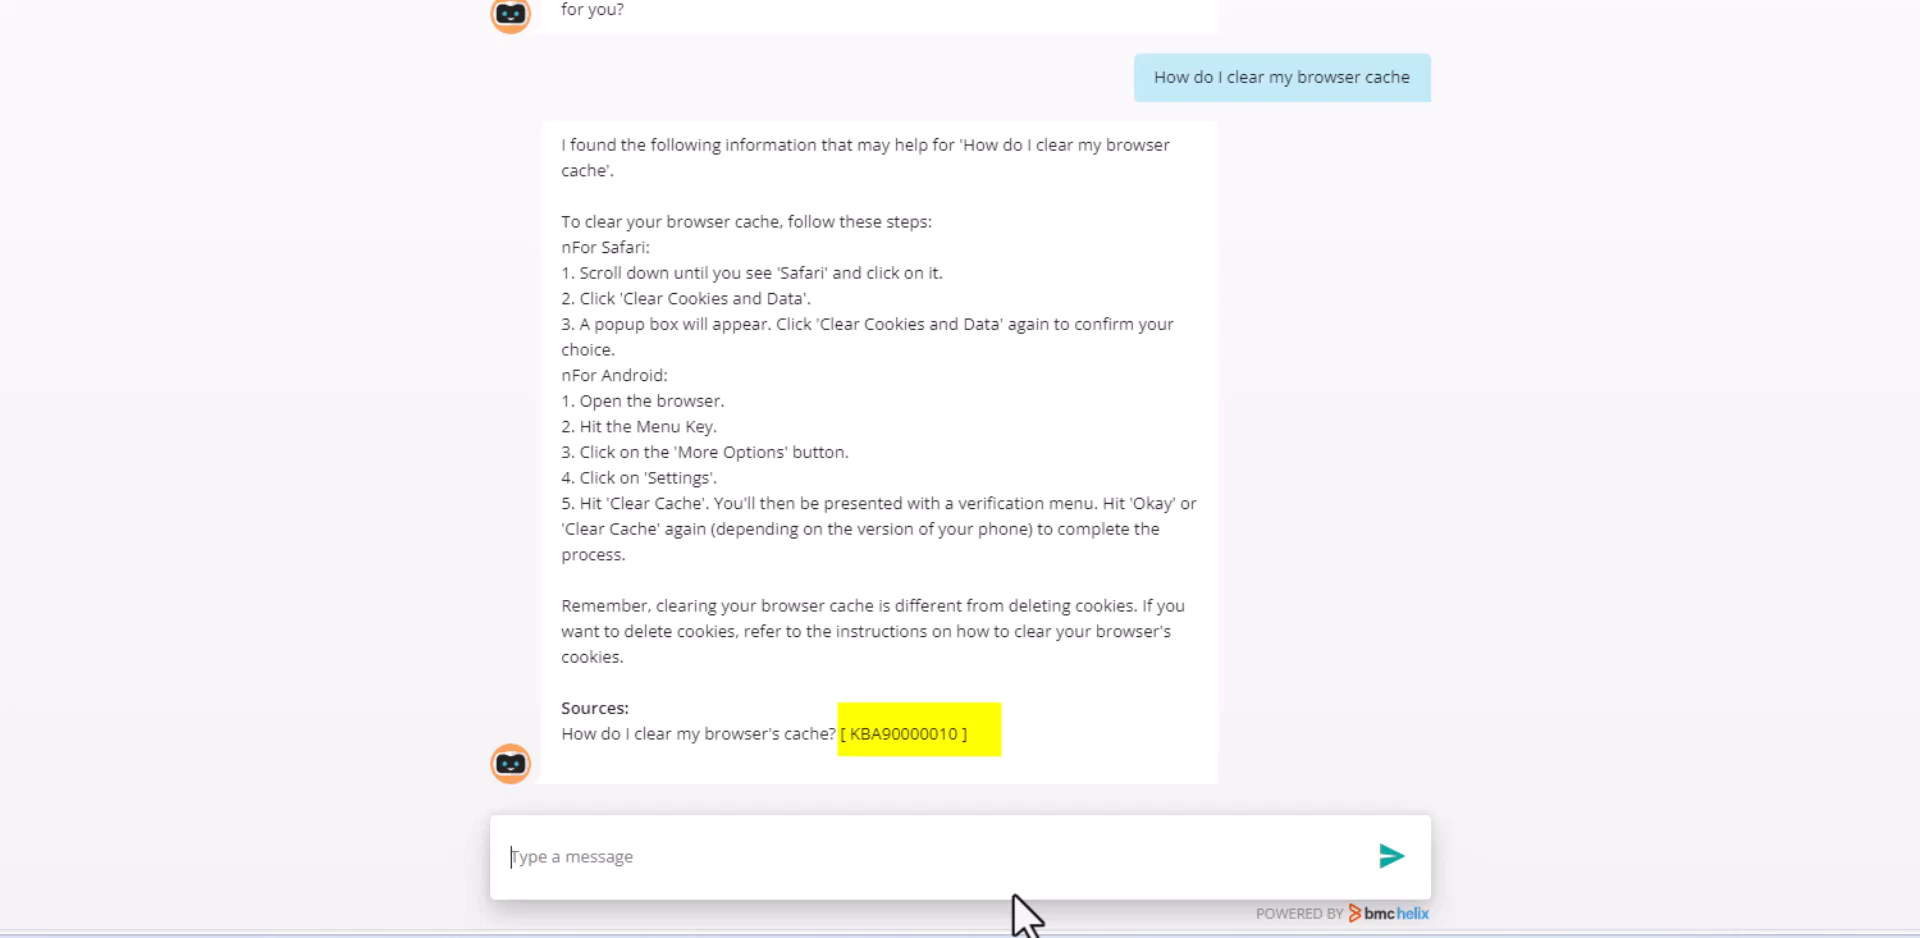 for you?
How do I clear my browser cache
I found the following information that may help for 'How do I clear my browser
cache'.
To clear your browser cache, follow these steps:
nFor Safari:
1. Scroll down until you see 'Safari' and click on it.
2. Click 'Clear Cookies and Data'.
3. A popup box will appear. Click 'Clear Cookies and Data' again to confirm your
choice.
nFor Android:
1. Open the browser.
2. Hit the Menu Key.
3. Click on the 'More Options' button.
4. Click on 'Settings'.
5. Hit 'Clear Cache'. You'll then be presented with a verification menu. Hit 'Okay' or
'Clear Cache' again (depending on the version of your phone) to complete the
process.
Remember, clearing your browser cache is different from deleting cookies. If you
want to delete cookies, refer to the instructions on how to clear your browser's
cookies.
Sources:
How do I clear my browser's cache? [ KBA90000010 ]
Type a message
POWERED BY bmchelix